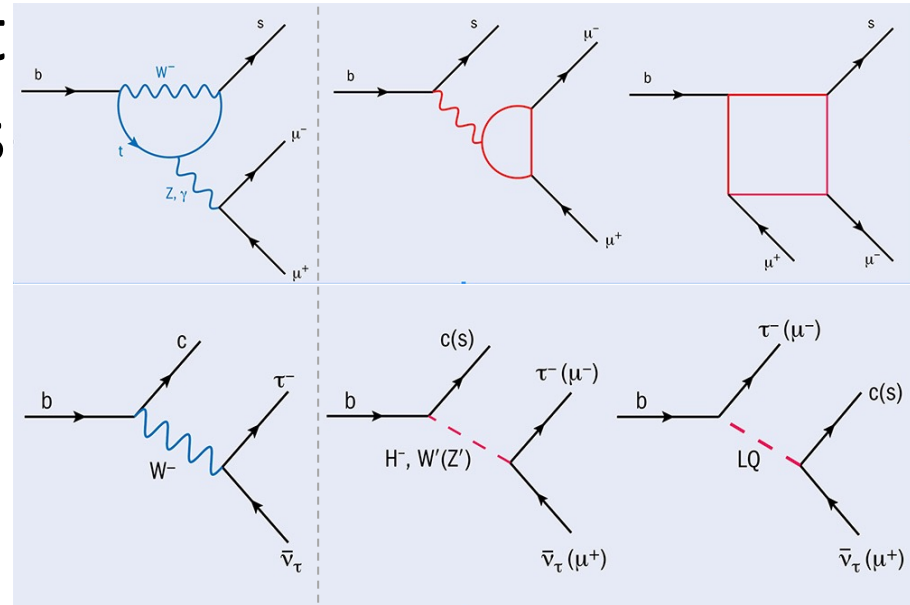 t
s
b
W⁻
s
t
Z, γ
μ⁻
μ⁺
b
s
μ⁻
μ⁺
b
s
μ⁺
μ⁻
b
c
W⁻
τ⁻
ν̅τ
b
c(s)
H⁻, W′(Z′)
τ⁻ (μ⁻)
ν̅τ (μ⁺)
b
τ⁻ (μ⁻)
LQ
c(s)
ν̅τ (μ⁺)